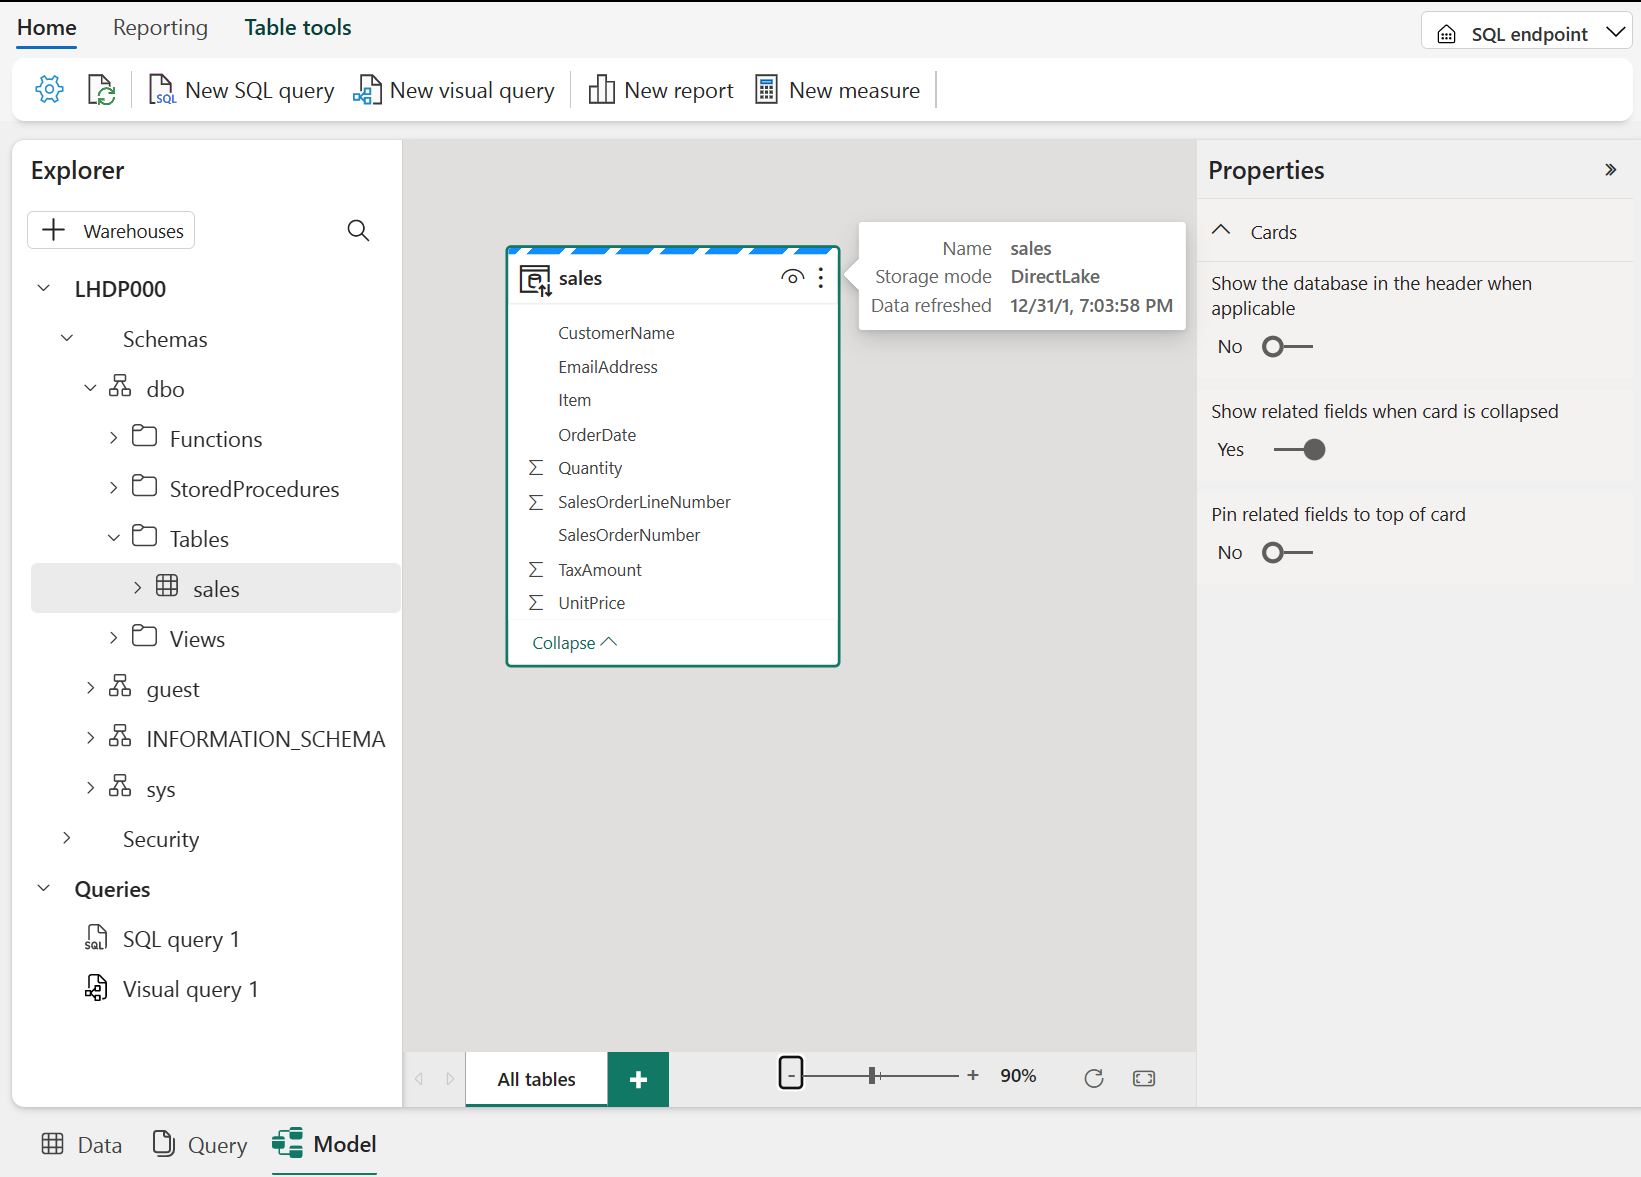 Home Reporting Table tools
SQL endpoint
New SQL query New visual query New report New measure
Explorer
Warehouses
LHDP000
Schemas
dbo
Functions
StoredProcedures
Tables
sales
Views
guest
INFORMATION_SCHEMA
sys
Security
Queries
SQL query 1
Visual query 1
sales
CustomerName
EmailAddress
Item
OrderDate
Σ Quantity
Σ SalesOrderLineNumber
SalesOrderNumber
Σ TaxAmount
Σ UnitPrice
Collapse
Name sales
Storage mode DirectLake
Data refreshed 12/31/1, 7:03:58 PM
Properties
Cards
Show the database in the header when
applicable
No
Show related fields when card is collapsed
Yes
Pin related fields to top of card
No
All tables + - + 90%
Data Query Model